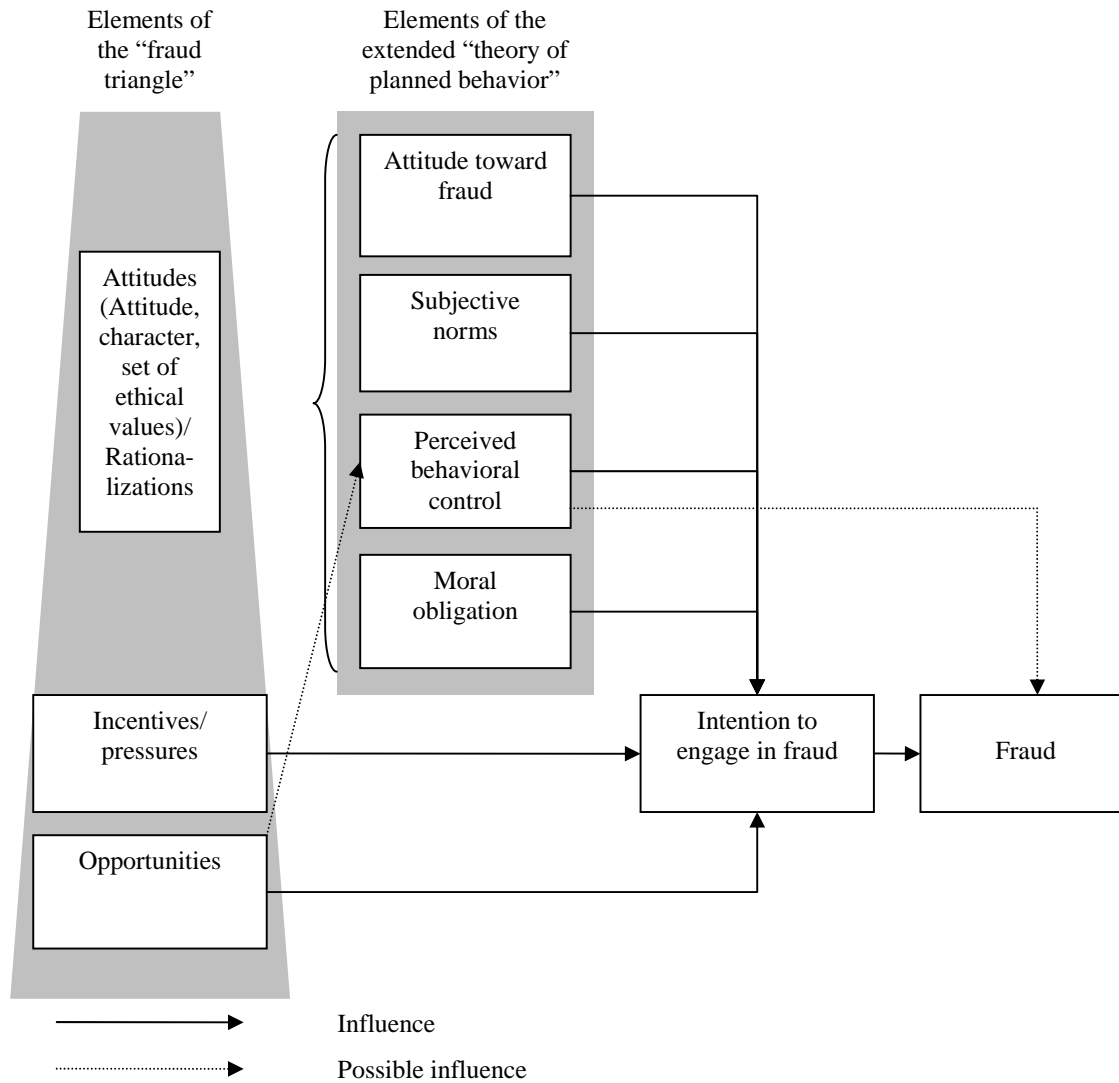 Elements of
the “fraud
triangle”
Elements of the
extended “theory of
planned behavior”
Attitude toward
fraud
Attitudes
(Attitude,
character,
set of
ethical
values)/
Rationa-
lizations
Subjective
norms
Perceived
behavioral
control
Moral
obligation
Incentives/
pressures
Intention to
engage in fraud
Fraud
Opportunities
Influence
Possible influence